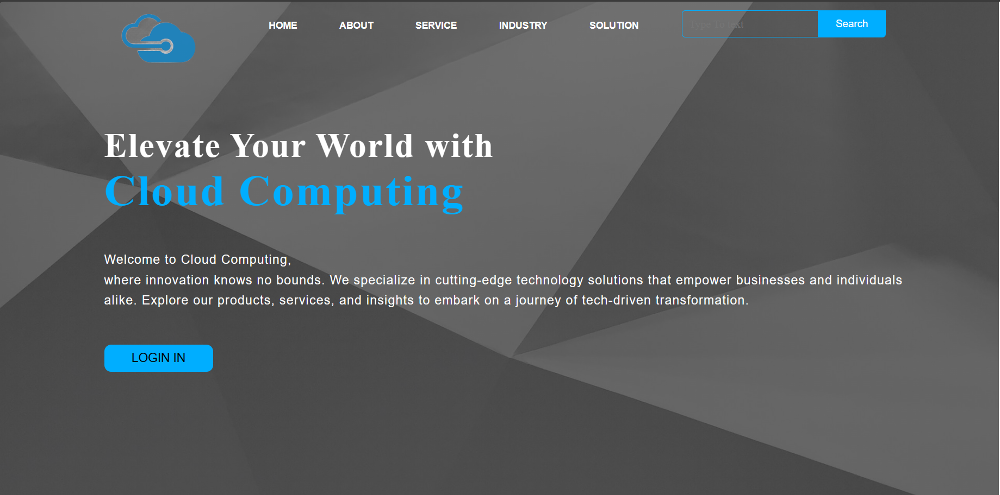 HOME ABOUT SERVICE INDUSTRY SOLUTION Type To text Search
Elevate Your World with
Cloud Computing
Welcome to Cloud Computing,
where innovation knows no bounds. We specialize in cutting-edge technology solutions that empower businesses and individuals
alike. Explore our products, services, and insights to embark on a journey of tech-driven transformation.
LOGIN IN